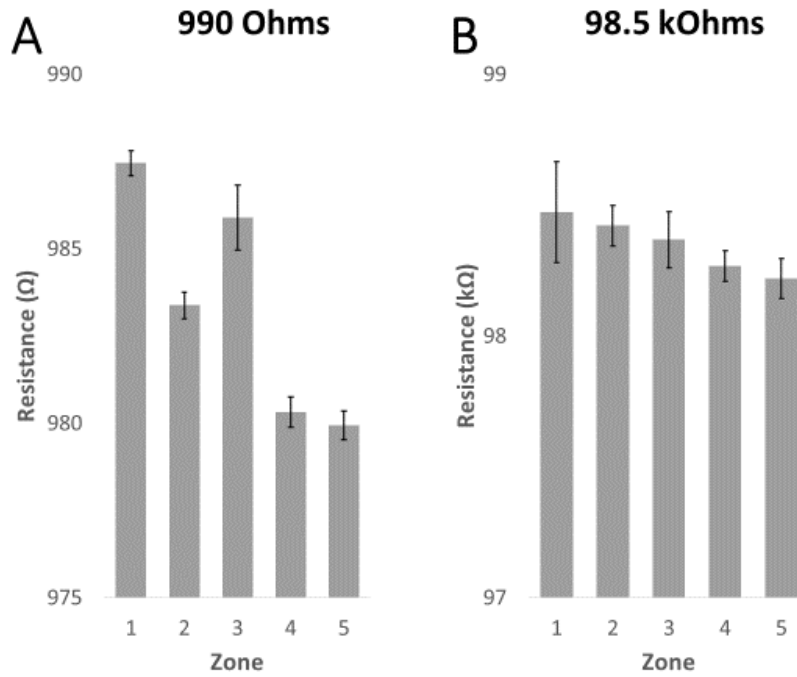 A
990 Ohms
990
985
980
975
Resistance (Ω)
1 2 3 4 5
Zone
B
98.5 kOhms
99
98
97
Resistance (kΩ)
1 2 3 4 5
Zone